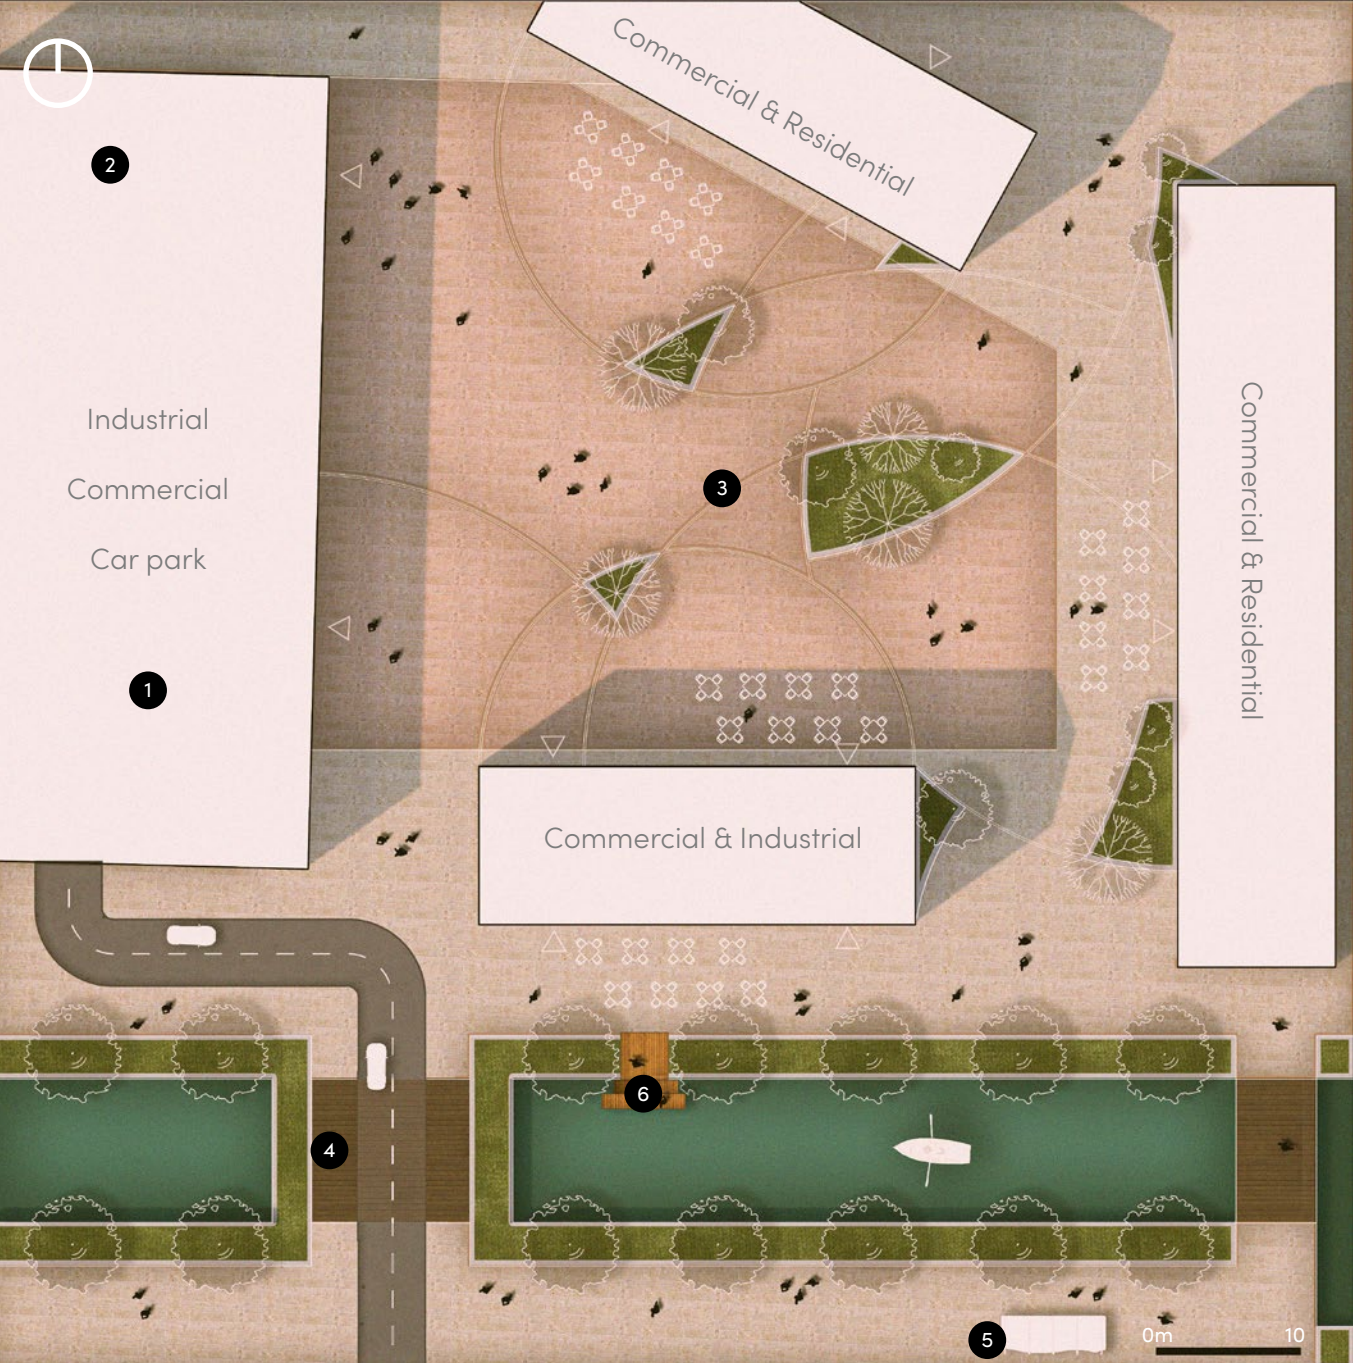 Commercial & Residential
2
Industrial
Commercial
Car park
3
Commercial & Residential
1
Commercial & Industrial
6
4
5
0m 10